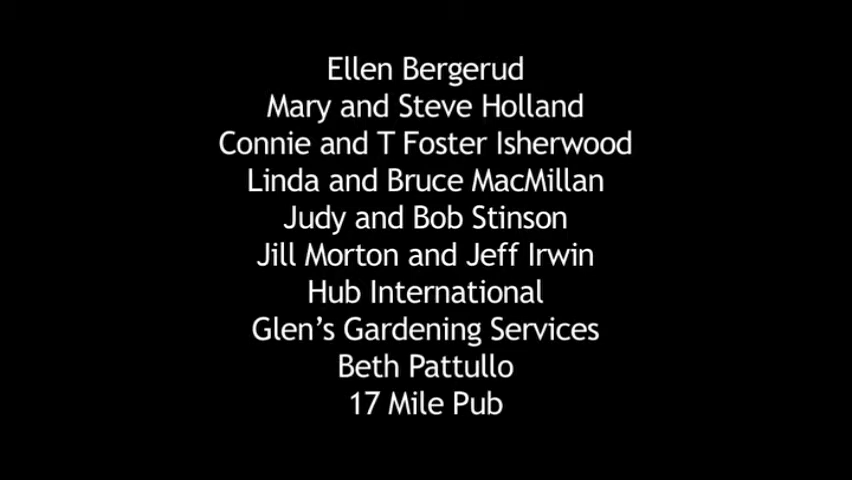 Ellen Bergerud
Mary and Steve Holland
Connie and T Foster Isherwood
Linda and Bruce MacMillan
Judy and Bob Stinson
Jill Morton and Jeff Irwin
Hub International
Glen’s Gardening Services
Beth Pattullo
17 Mile Pub